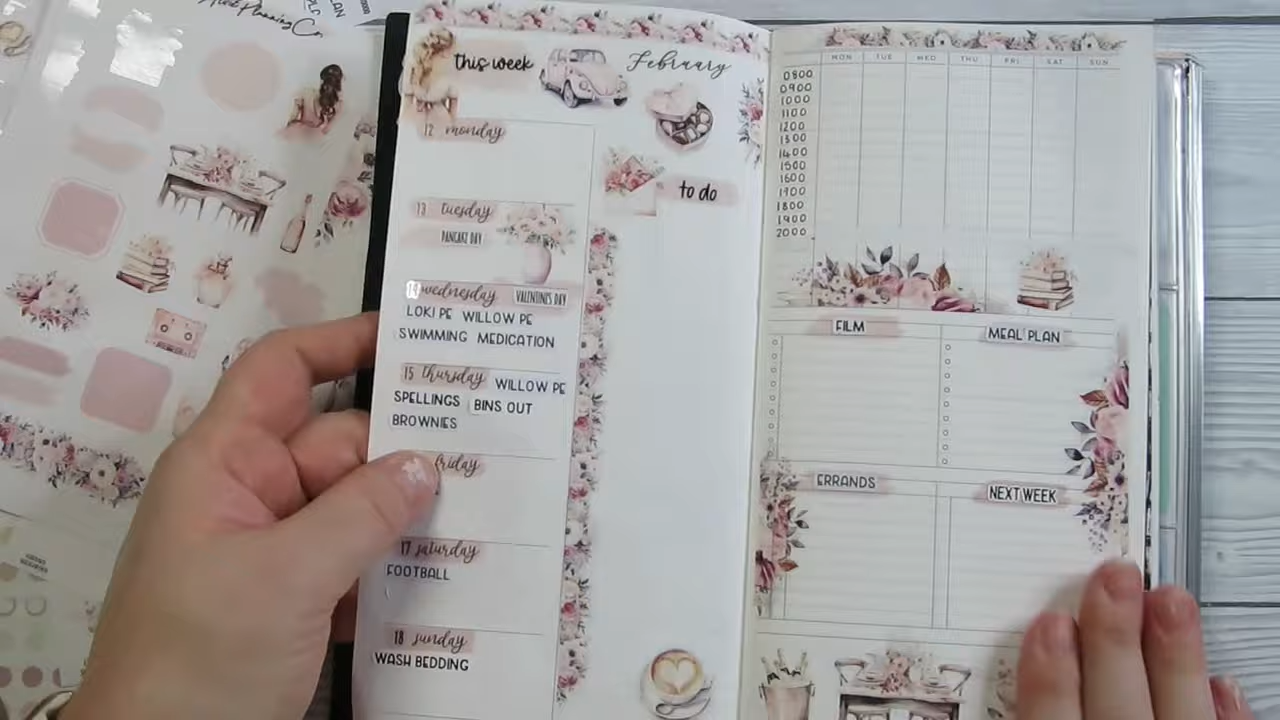 this week
February
12 monday
to do
13 tuesday
PANCAKE DAY
14 wednesday
VALENTINES DAY
LOKI PE WILLOW PE
SWIMMING MEDICATION
15 thursday
WILLOW PE
SPELLINGS BINS OUT
BROWNIES
friday
17 saturday
FOOTBALL
18 sunday
WASH BEDDING
MON TUE WED THU FRI SAT SUN
0800
0900
1000
1100
1200
1300
1400
1500
1600
1700
1800
1900
2000
FILM
MEAL PLAN
ERRANDS
NEXT WEEK